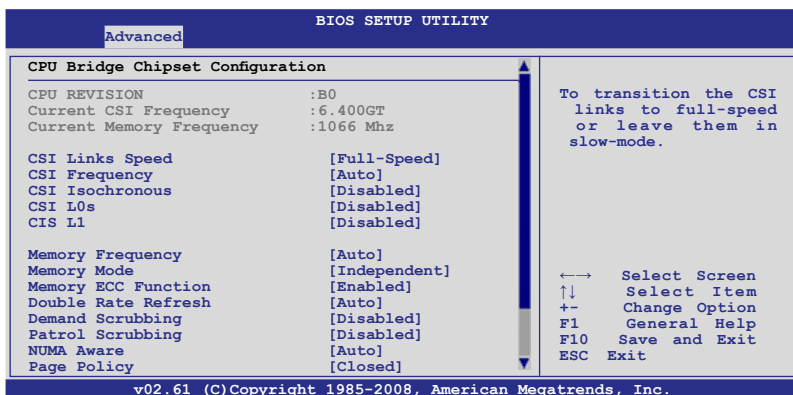 BIOS SETUP UTILITY
Advanced
CPU Bridge Chipset Configuration
CPU REVISION :B0
Current CSI Frequency :6.400GT
Current Memory Frequency :1066 Mhz
CSI Links Speed [Full-Speed]
CSI Frequency [Auto]
CSI Isochronous [Disabled]
CSI L0s [Disabled]
CIS L1 [Disabled]
Memory Frequency [Auto]
Memory Mode [Independent]
Memory ECC Function [Enabled]
Double Rate Refresh [Auto]
Demand Scrubbing [Disabled]
Patrol Scrubbing [Disabled]
NUMA Aware [Auto]
Page Policy [Closed]
To transition the CSI
links to full-speed
or leave them in
slow-mode.
←→ Select Screen
↑↓ Select Item
+- Change Option
F1 General Help
F10 Save and Exit
ESC Exit
v02.61 (C)Copyright 1985-2008, American Megatrends, Inc.